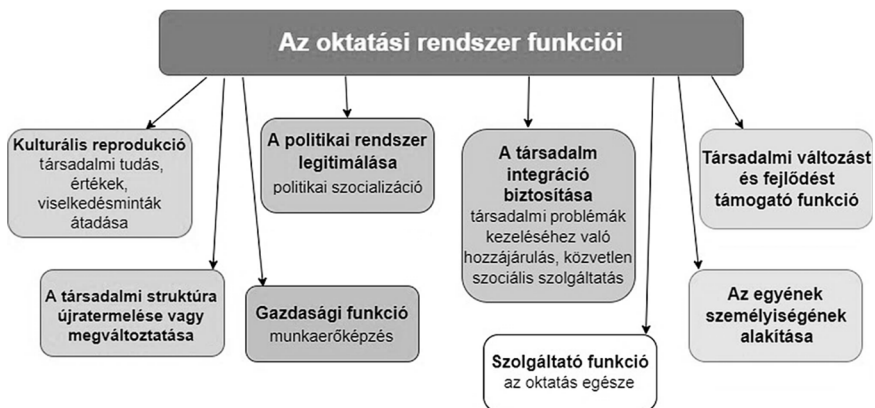 Az oktatási rendszer funkciói
Kulturális reprodukció
társadalmi tudás,
értékek,
viselkedésminták
átadása
A politikai rendszer
legitimálása
politikai szocializáció
A társadalm
integráció
biztosítása
társadalmi problémák
kezeléséhez való
hozzájárulás, közvetlen
szociális szolgáltatás
Társadalmi változást
és fejlődést
támogató funkció
A társadalmi struktúra
újratermelése vagy
megváltoztatása
Gazdasági funkció
munkaerőképzés
Szolgáltató funkció
az oktatás egésze
Az egyének
személyiségének
alakítása